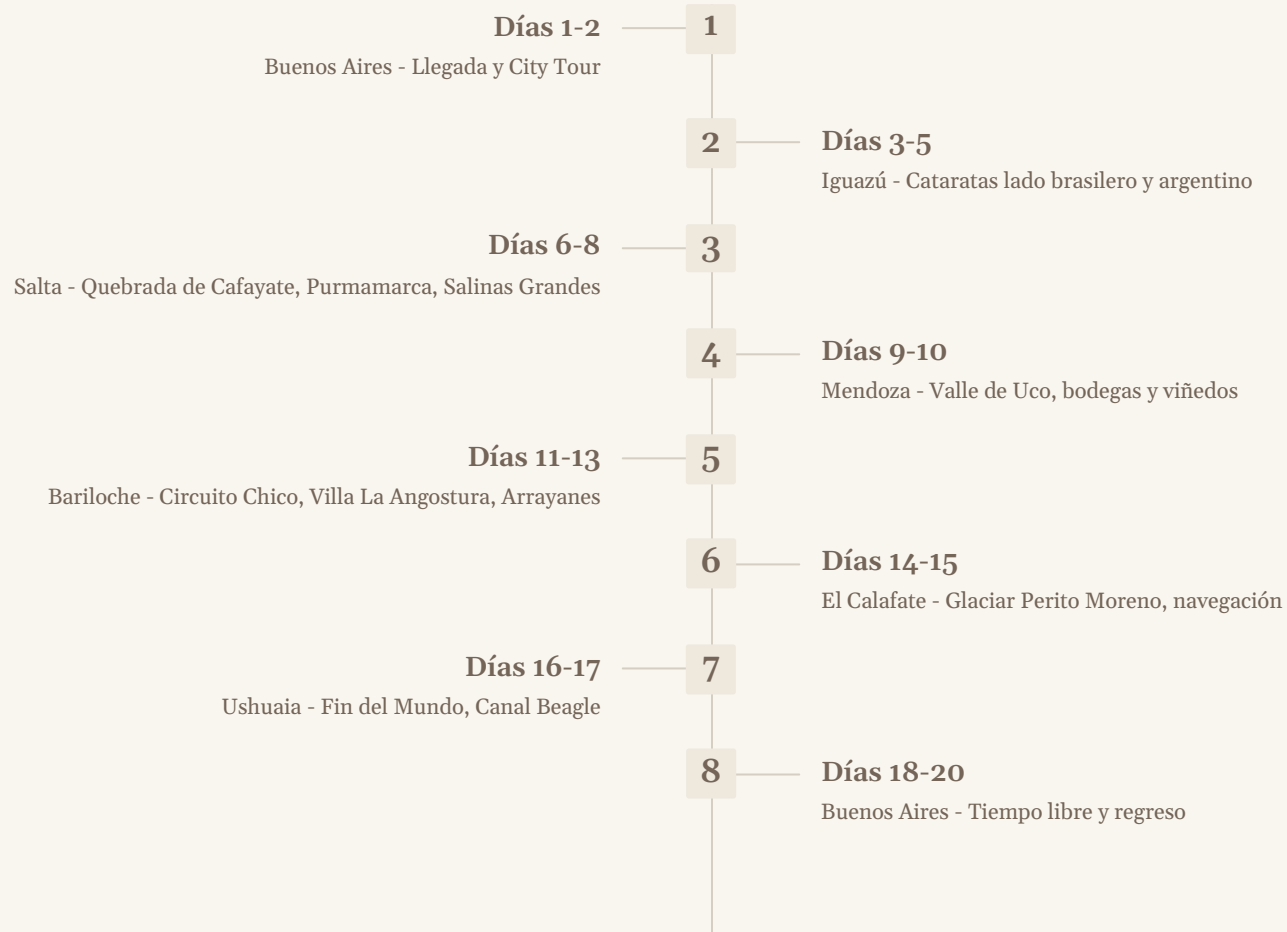 Días 1-2
1
Buenos Aires - Llegada y City Tour
2
Días 3-5
Iguazú - Cataratas lado brasilero y argentino
Días 6-8
3
Salta - Quebrada de Cafayate, Purmamarca, Salinas Grandes
4
Días 9-10
Mendoza - Valle de Uco, bodegas y viñedos
Días 11-13
5
Bariloche - Circuito Chico, Villa La Angostura, Arrayanes
6
Días 14-15
El Calafate - Glaciar Perito Moreno, navegación
Días 16-17
7
Ushuaia - Fin del Mundo, Canal Beagle
8
Días 18-20
Buenos Aires - Tiempo libre y regreso